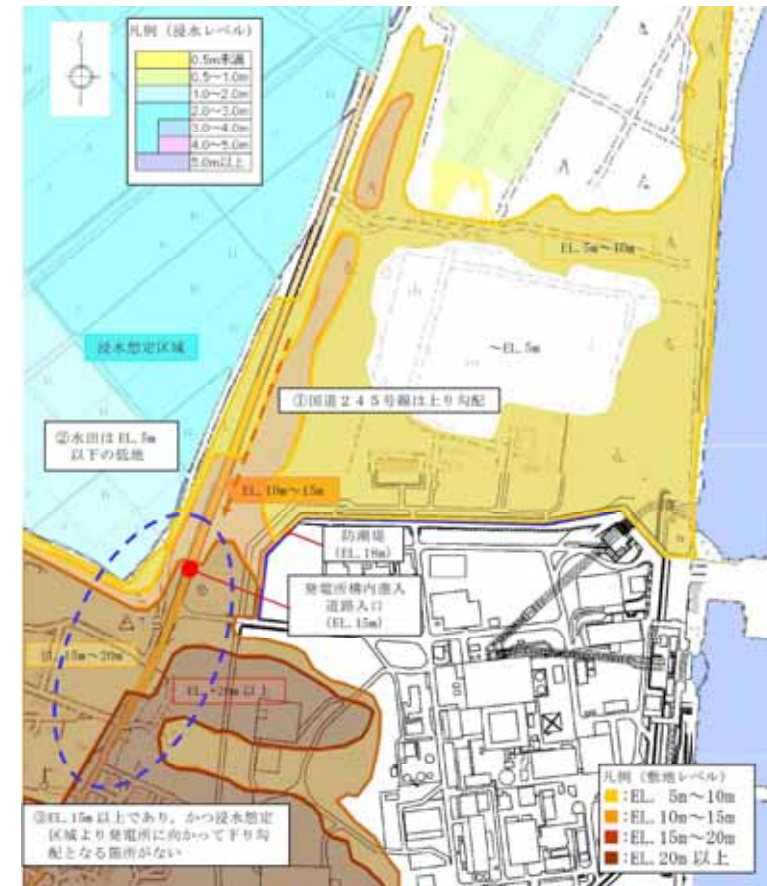 凡例（浸水レベル）
0.5m未満
0.5～1.0m
1.0～2.0m
2.0～3.0m
3.0～4.0m
4.0～5.0m
5.0m以上
EL.5m～10m
浸水想定区域
～EL.5m
①国道245号線は上り勾配
②水田はEL.5m
以下の低地
EL.10m～15m
防潮堤
(EL.18m)
発電所構内進入
道路入口
(EL.15m)
EL.15m～20m
EL.+20m以上
③EL.15m以上であり，かつ浸水想定
区域より発電所に向かって下り勾
配となる箇所がない
凡例（敷地レベル）
:EL. 5m～10m
:EL.10m～15m
:EL.15m～20m
:EL.20m以上